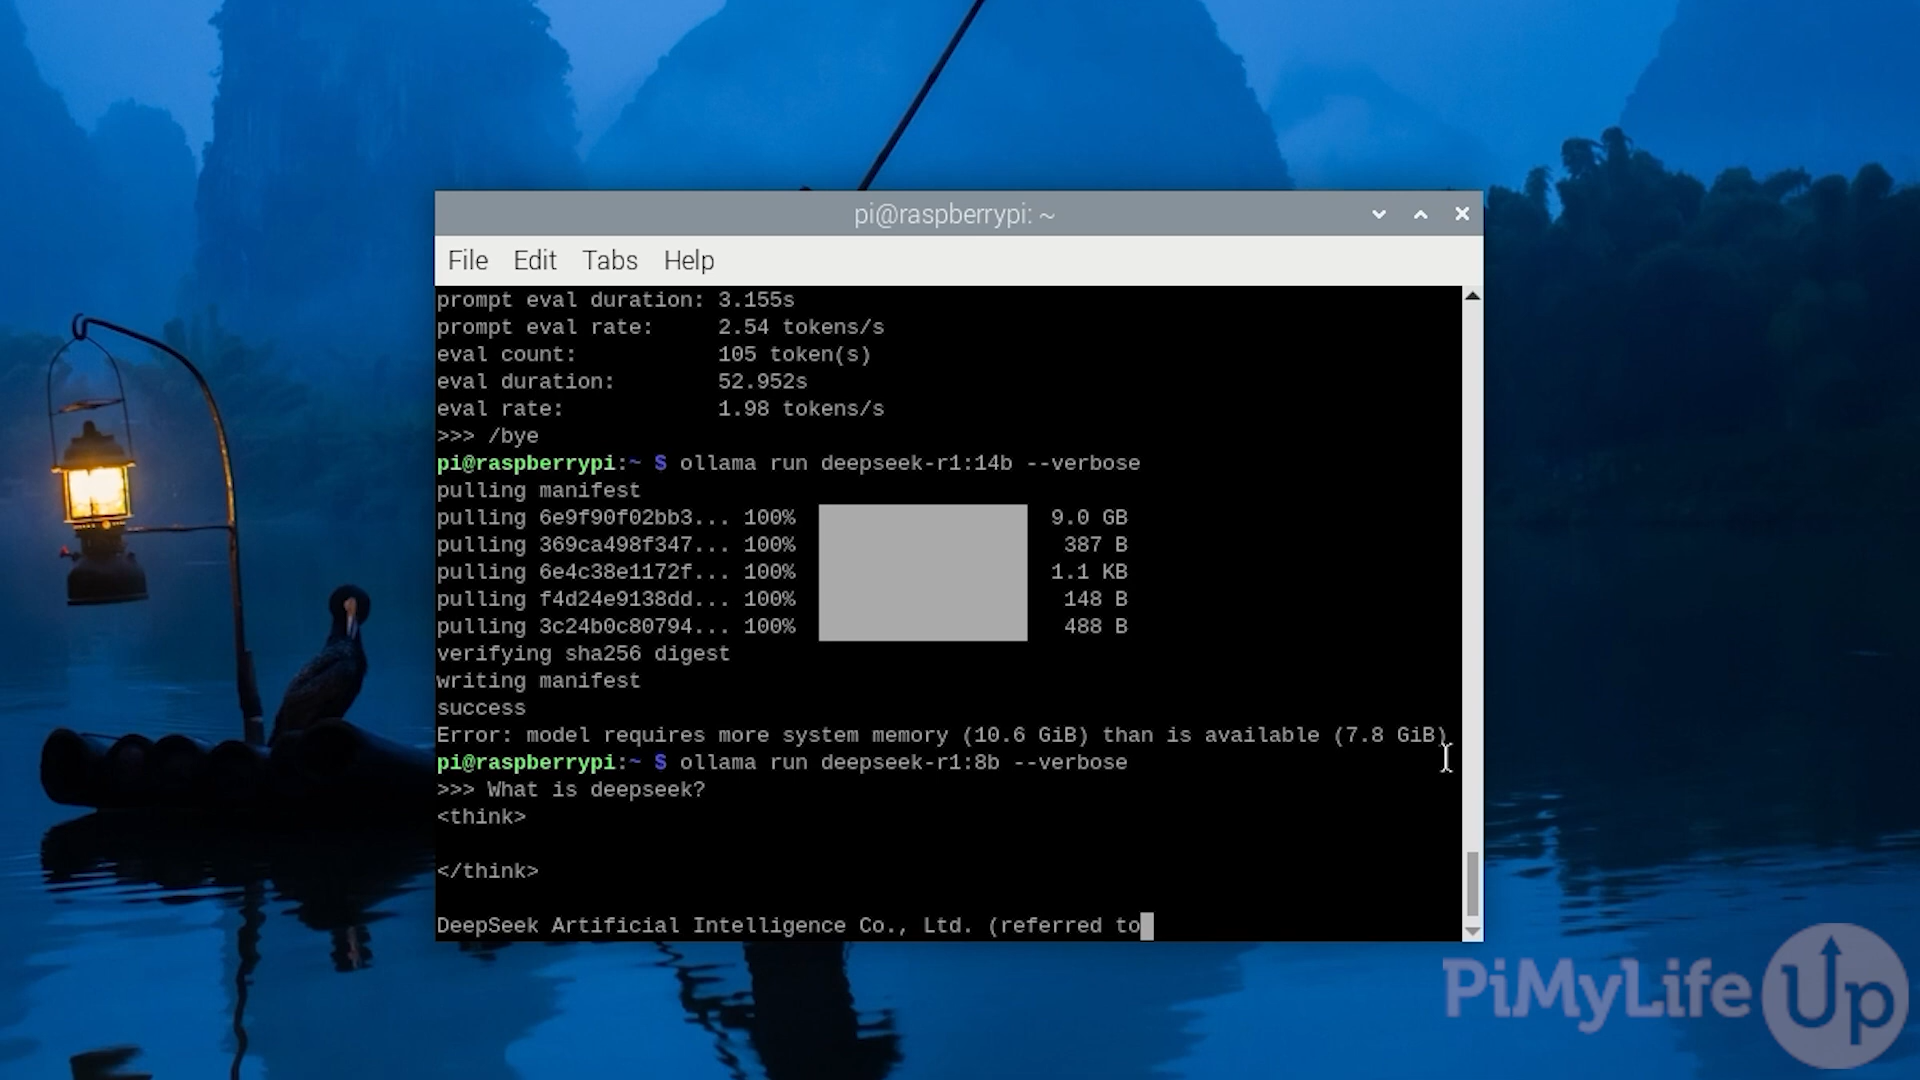 pi@raspberrypi: ~
File Edit Tabs Help
prompt eval duration: 3.155s
prompt eval rate: 2.54 tokens/s
eval count: 105 token(s)
eval duration: 52.952s
eval rate: 1.98 tokens/s
>>> /bye
pi@raspberrypi:~ $ ollama run deepseek-r1:14b --verbose
pulling manifest
pulling 6e9f90f02bb3... 100% 9.0 GB
pulling 369ca498f347... 100% 387 B
pulling 6e4c38e1172f... 100% 1.1 KB
pulling f4d24e9138dd... 100% 148 B
pulling 3c24b0c80794... 100% 488 B
verifying sha256 digest
writing manifest
success
Error: model requires more system memory (10.6 GiB) than is available (7.8 GiB)
pi@raspberrypi:~ $ ollama run deepseek-r1:8b --verbose
>>> What is deepseek?
<think>
</think>
DeepSeek Artificial Intelligence Co., Ltd. (referred to
PiMyLifeUp